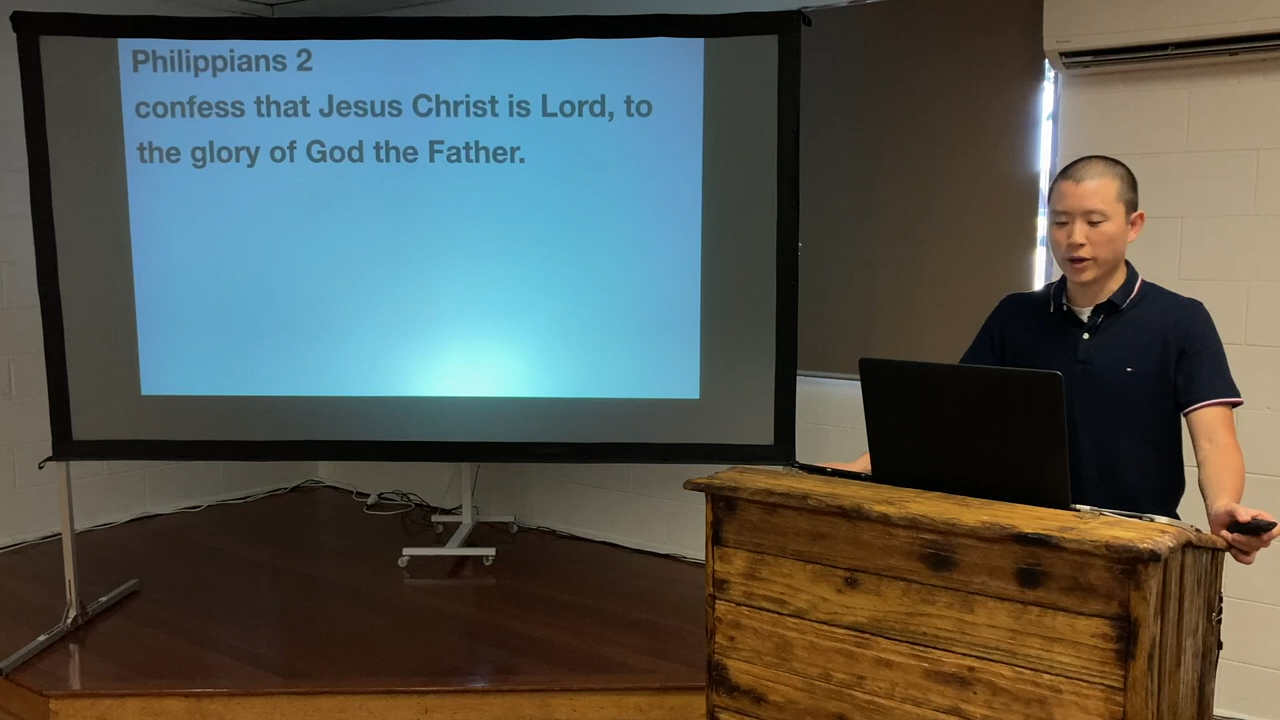 Philippians 2
confess that Jesus Christ is Lord, to
the glory of God the Father.